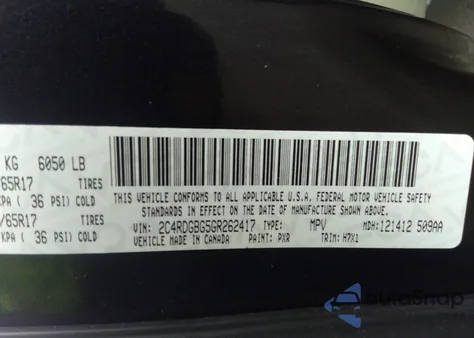 KG 6050 LB
65R17 TIRES
KPA ( 36 PSI) COLD
/65R17 TIRES
KPA ( 36 PSI) COLD
THIS VEHICLE CONFORMS TO ALL APPLICABLE U.S.A. FEDERAL MOTOR VEHICLE SAFETY
STANDARDS IN EFFECT ON THE DATE OF MANUFACTURE SHOWN ABOVE.
VIN: 2C4RDGBG5GR262417 TYPE: MPV MDH: 121412 509AA
VEHICLE MADE IN CANADA PAINT: PXR TRIM: H7X1
AutoSnap